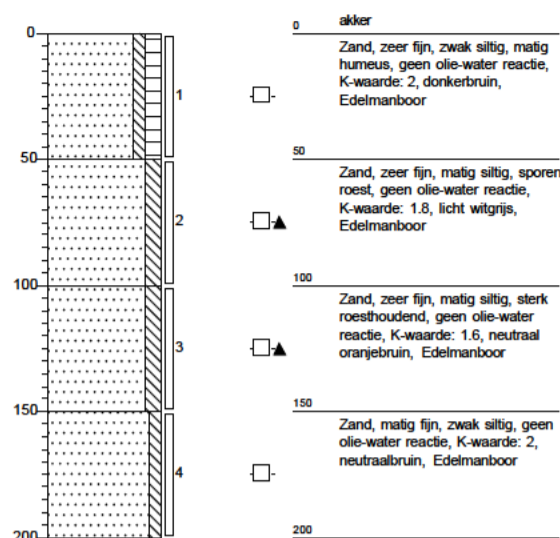 0
1
50
2
100
3
150
4
200
0 akker
Zand, zeer fijn, zwak siltig, matig
humeus, geen olie-water reactie,
K-waarde: 2, donkerbruin,
Edelmanboor
50
Zand, zeer fijn, matig siltig, sporen
roest, geen olie-water reactie,
K-waarde: 1.8, licht witgrijs,
Edelmanboor
100
Zand, zeer fijn, matig siltig, sterk
roesthoudend, geen olie-water
reactie, K-waarde: 1.6, neutraal
oranjebruin, Edelmanboor
150
Zand, matig fijn, zwak siltig, geen
olie-water reactie, K-waarde: 2,
neutraalbruin, Edelmanboor
200